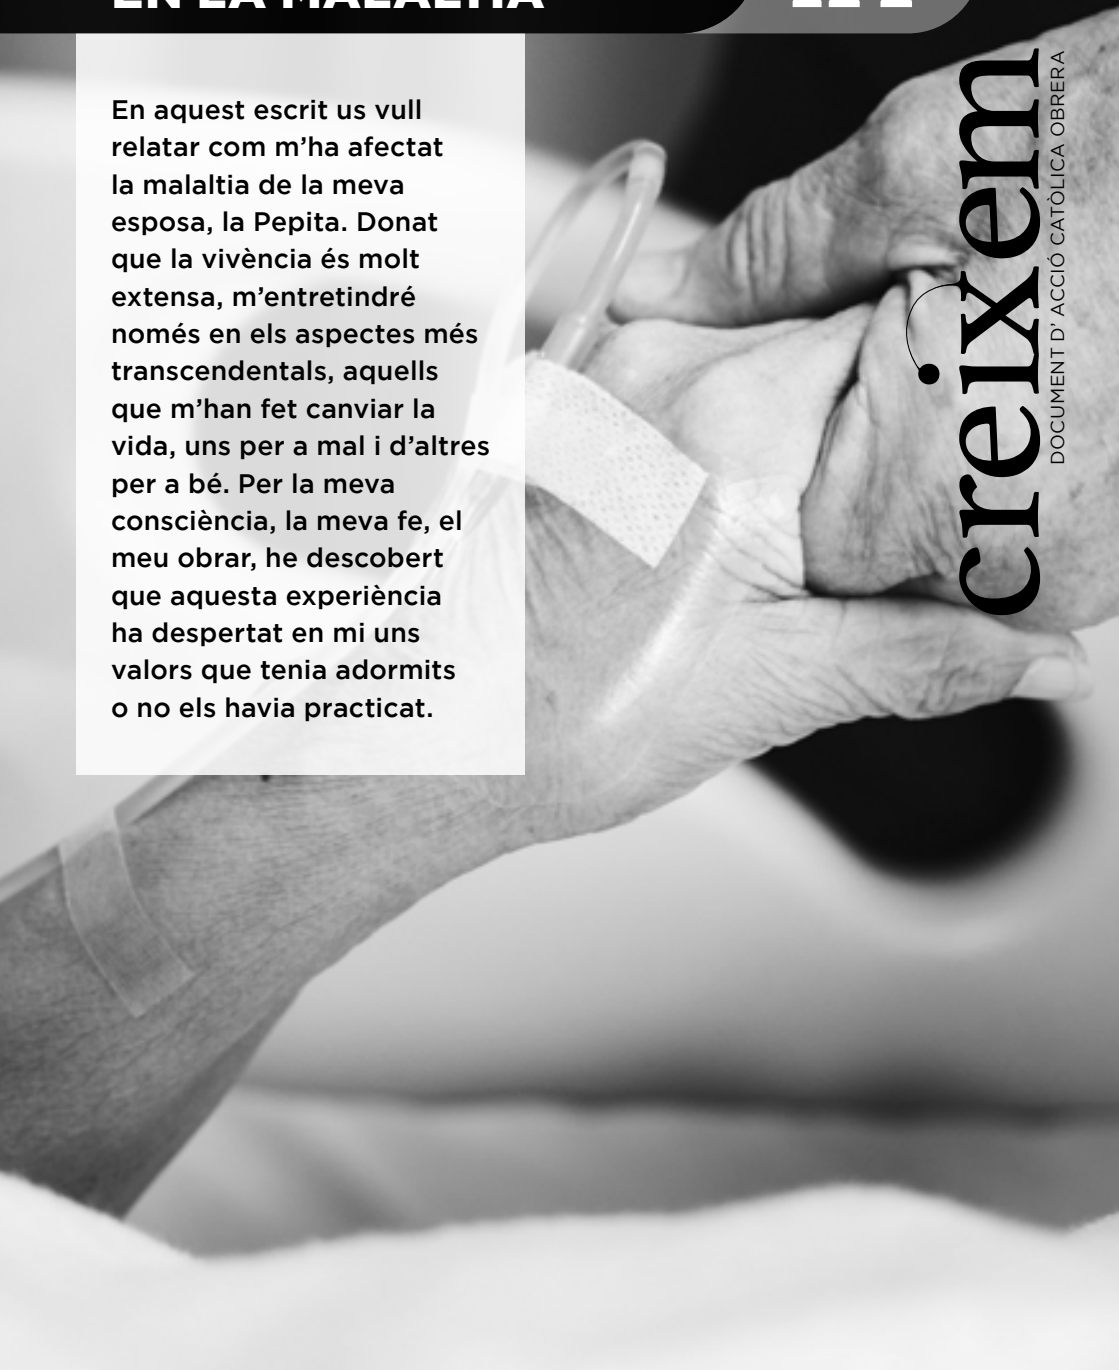 EN LA MALALTIA
En aquest escrit us vull
relatar com m’ha afectat
la malaltia de la meva
esposa, la Pepita. Donat
que la vivència és molt
extensa, m’entretindré
només en els aspectes més
transcendentals, aquells
que m’han fet canviar la
vida, uns per a mal i d’altres
per a bé. Per la meva
consciència, la meva fe, el
meu obrar, he descobert
que aquesta experiència
ha despertat en mi uns
valors que tenia adormits
o no els havia practicat.
creixem
DOCUMENT D’ ACCIÓ CATÒLICA OBRERA